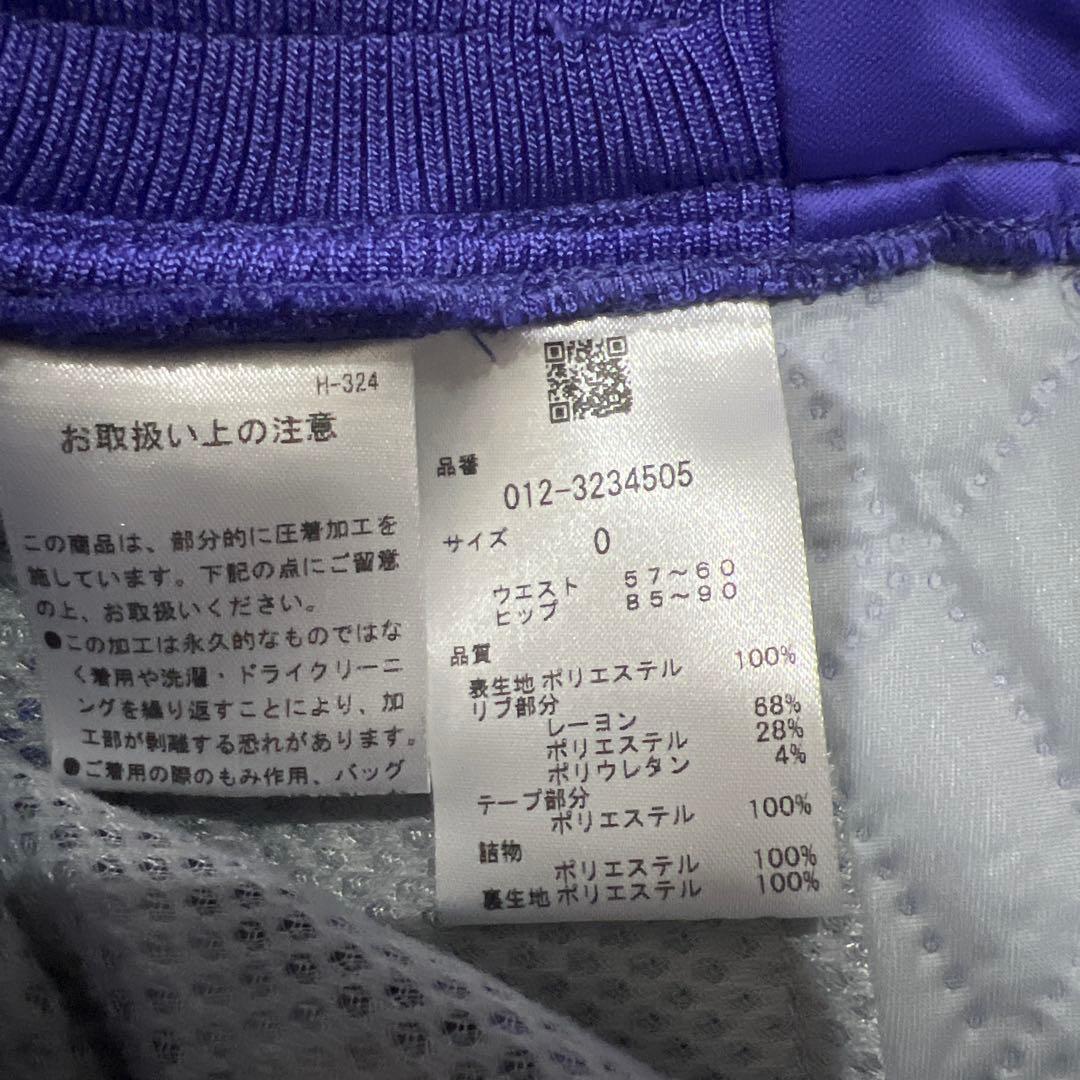 H-324
お取扱い上の注意
この商品は、部分的に圧着加工を
施しています。下記の点にご留意
の上、お取扱いください。
●この加工は永久的なものではな
く着用や洗濯・ドライクリーニ
ングを繰り返すことにより、加
工部が剥離する恐れがあります。
●ご着用の際のもみ作用、バッグ
品番
012-3234505
サイズ 0
ウエスト 57～60
ヒップ 85～90
品質
表生地 ポリエステル 100%
リブ部分
レーヨン 68%
ポリエステル 28%
ポリウレタン 4%
テープ部分
ポリエステル 100%
詰物
ポリエステル 100%
裏生地 ポリエステル 100%